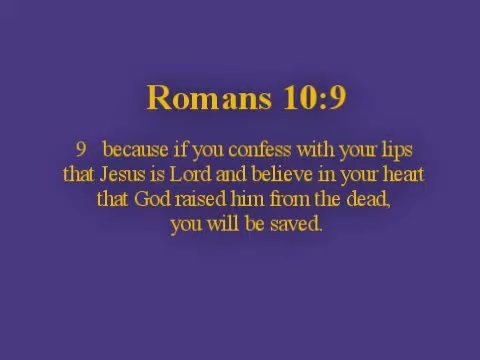 Romans 10:9
9 because if you confess with your lips
that Jesus is Lord and believe in your heart
that God raised him from the dead,
you will be saved.